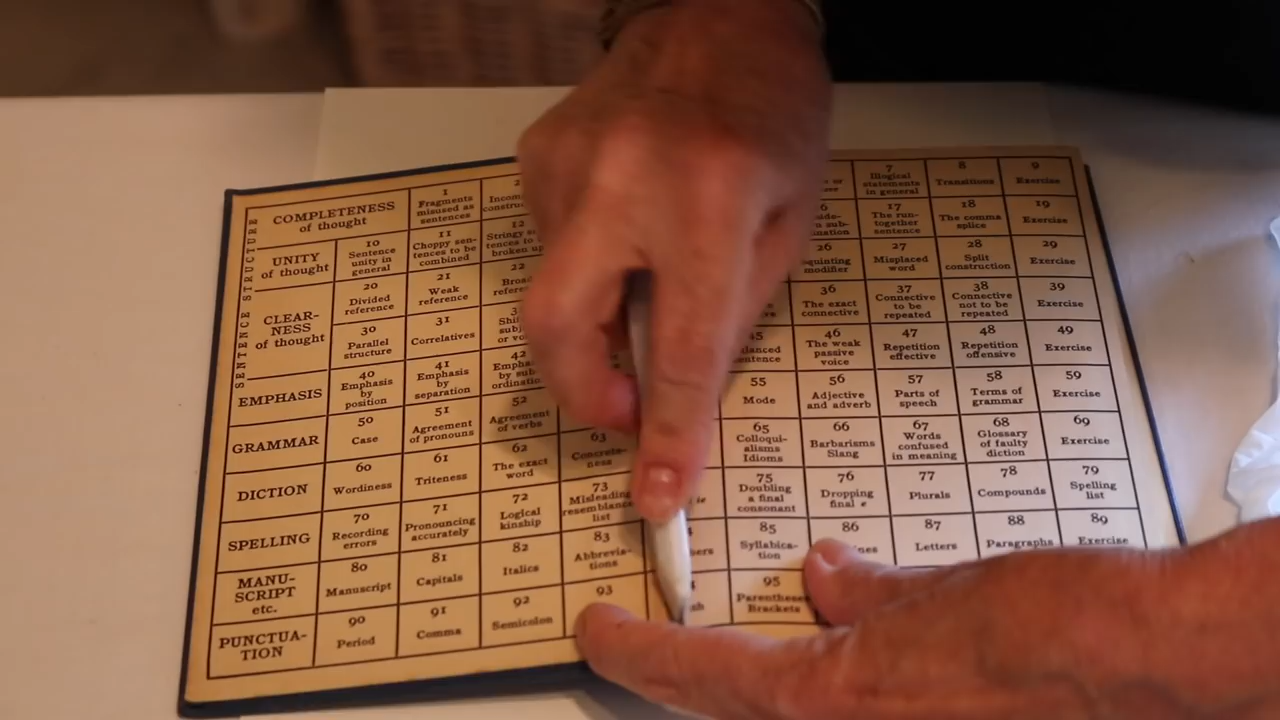 SENTENCE STRUCTURE
COMPLETENESS
of thought
1
Fragments
misused as
sentences
7
Illogical
statements
in general
8
Transitions
9
Exercise
UNITY
of thought
10
Sentence
unity in
general
11
Choppy sen-
tences to be
combined
12
17
The run-
together
sentence
18
The comma
splice
19
Exercise
CLEAR-
NESS
of thought
20
Divided
reference
21
Weak
reference
22
26
modifier
27
Misplaced
word
28
Split
construction
29
Exercise
30
Parallel
structure
31
Correlatives
36
The exact
connective
37
Connective
to be
repeated
38
Connective
not to be
repeated
39
Exercise
EMPHASIS
40
Emphasis
by
position
41
Emphasis
by
separation
42
46
The weak
passive
voice
47
Repetition
effective
48
Repetition
offensive
49
Exercise
GRAMMAR
50
Case
51
Agreement
of pronouns
52
Agreement
of verbs
55
Mode
56
Adjective
and adverb
57
Parts of
speech
58
Terms of
grammar
59
Exercise
DICTION
60
Wordiness
61
Triteness
62
The exact
word
63
Concrete-
ness
65
Colloqui-
alisms
Idioms
66
Barbarisms
Slang
67
Words
confused
in meaning
68
Glossary
of faulty
diction
69
Exercise
SPELLING
70
Recording
errors
71
Pronouncing
accurately
72
Logical
kinship
73
Misleading
resemblance
list
ie
75
Doubling
a final
consonant
76
Dropping
final e
77
Plurals
78
Compounds
79
Spelling
list
MANU-
SCRIPT
etc.
80
Manuscript
81
Capitals
82
Italics
83
Abbrevia-
tions
85
Syllabica-
tion
86
87
Letters
88
Paragraphs
89
Exercise
PUNCTUA-
TION
90
Period
91
Comma
92
Semicolon
93
95
Parentheses
Brackets